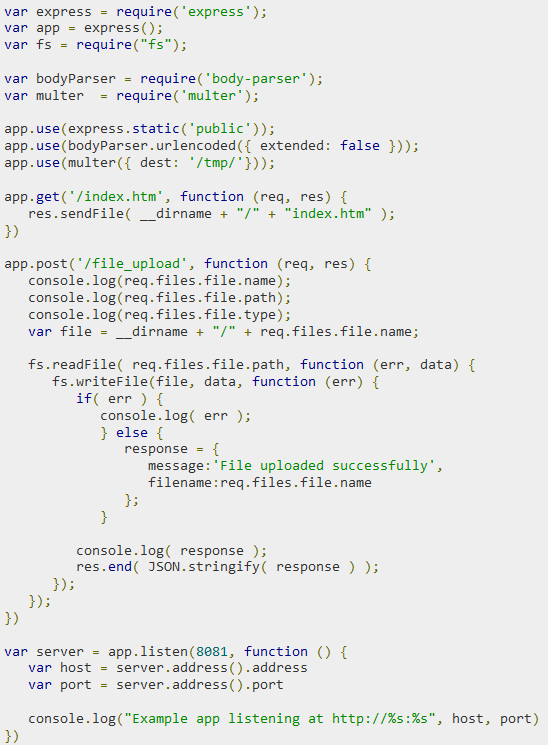 var express = require('express');
var app = express();
var fs = require("fs");

var bodyParser = require('body-parser');
var multer  = require('multer');

app.use(express.static('public'));
app.use(bodyParser.urlencoded({ extended: false }));
app.use(multer({ dest: '/tmp/'}));

app.get('/index.htm', function (req, res) {
   res.sendFile( __dirname + "/" + "index.htm" );
})

app.post('/file_upload', function (req, res) {
   console.log(req.files.file.name);
   console.log(req.files.file.path);
   console.log(req.files.file.type);
   var file = __dirname + "/" + req.files.file.name;

   fs.readFile( req.files.file.path, function (err, data) {
      fs.writeFile(file, data, function (err) {
         if( err ) {
            console.log( err );
            } else {
               response = {
                  message:'File uploaded successfully',
                  filename:req.files.file.name
               };
            }

         console.log( response );
         res.end( JSON.stringify( response ) );
      });
   });
})

var server = app.listen(8081, function () {
   var host = server.address().address
   var port = server.address().port

   console.log("Example app listening at http://%s:%s", host, port)
})